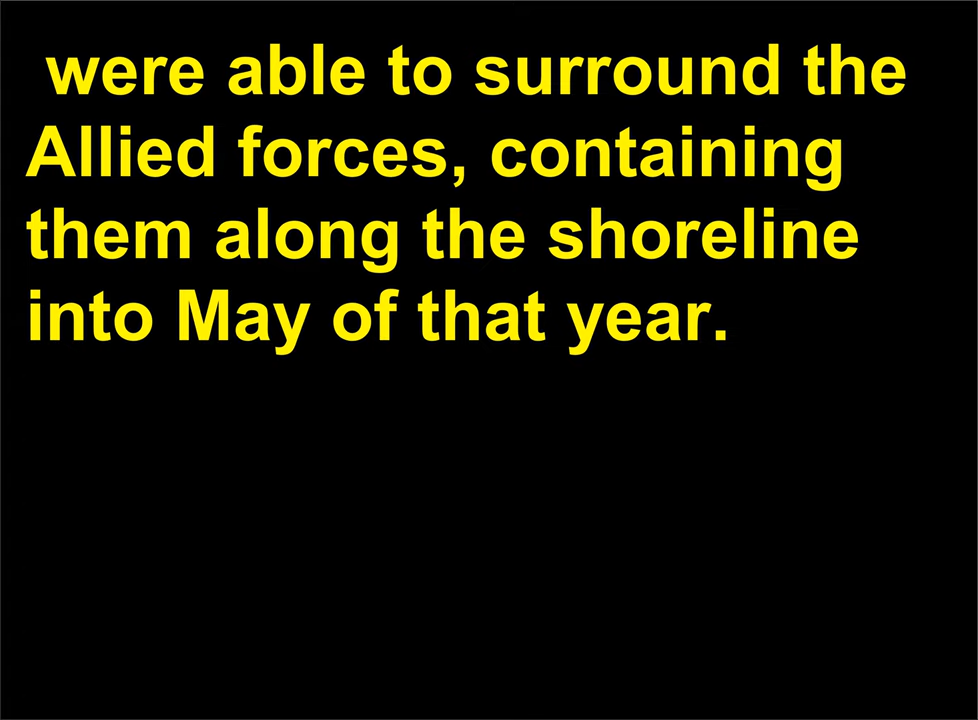 were able to surround the
Allied forces, containing
them along the shoreline
into May of that year.